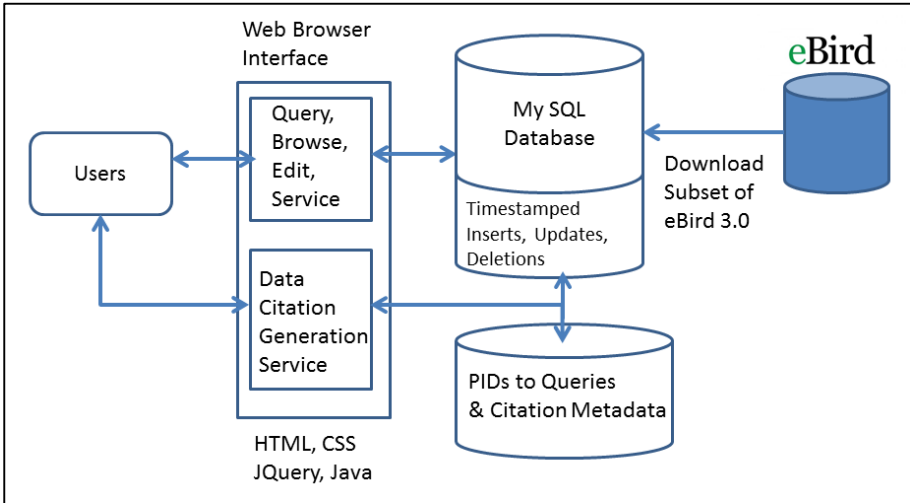 Web Browser
Interface
Query,
Browse,
Edit,
Service
Users
Data
Citation
Generation
Service
HTML, CSS
JQuery, Java
My SQL
Database
Timestamped
Inserts, Updates,
Deletions
PIDs to Queries
& Citation Metadata
eBird
Download
Subset of
eBird 3.0